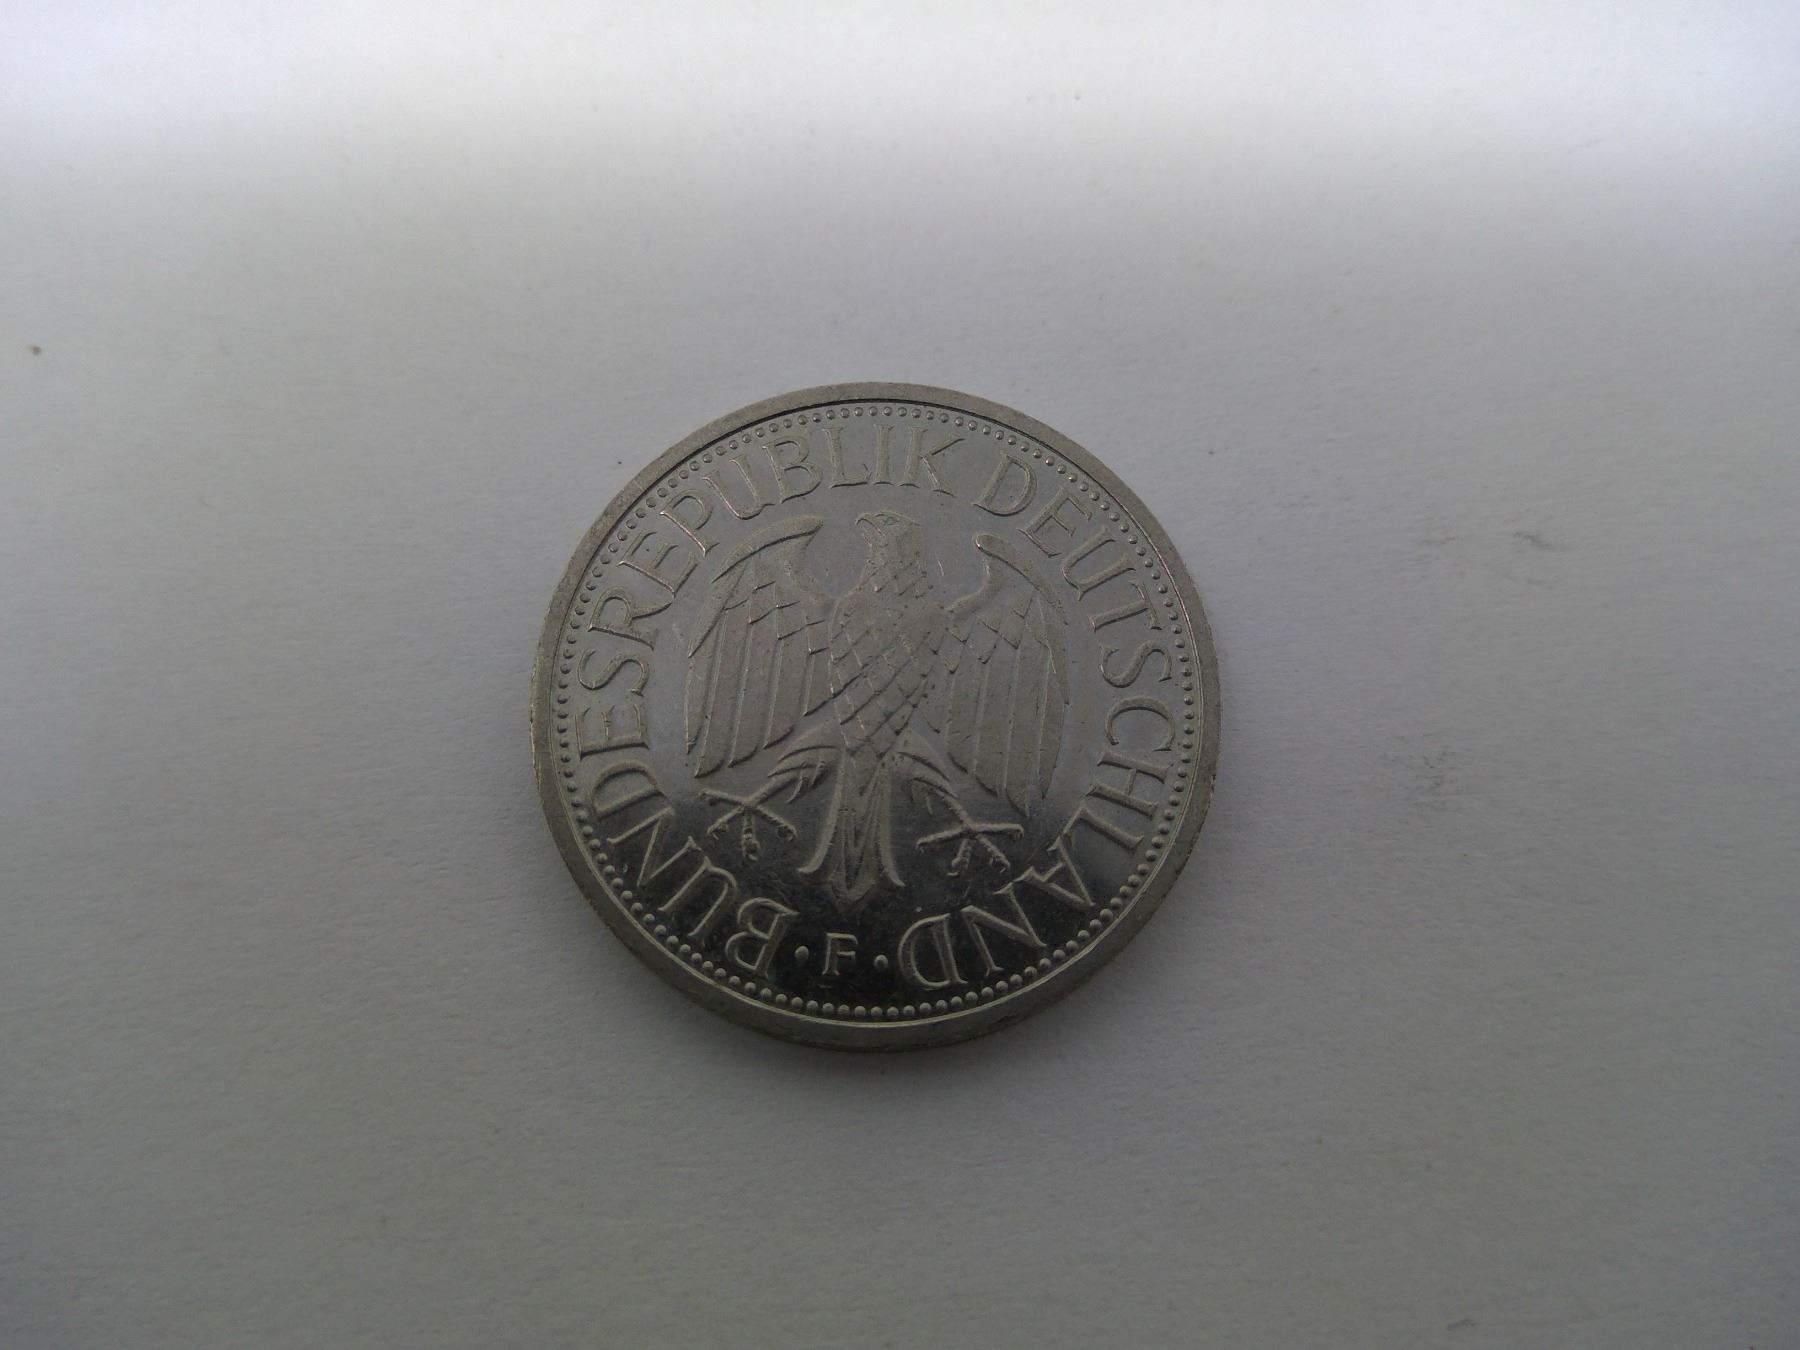 BUNDESREPUBLIK DEUTSCHLAND
· F ·